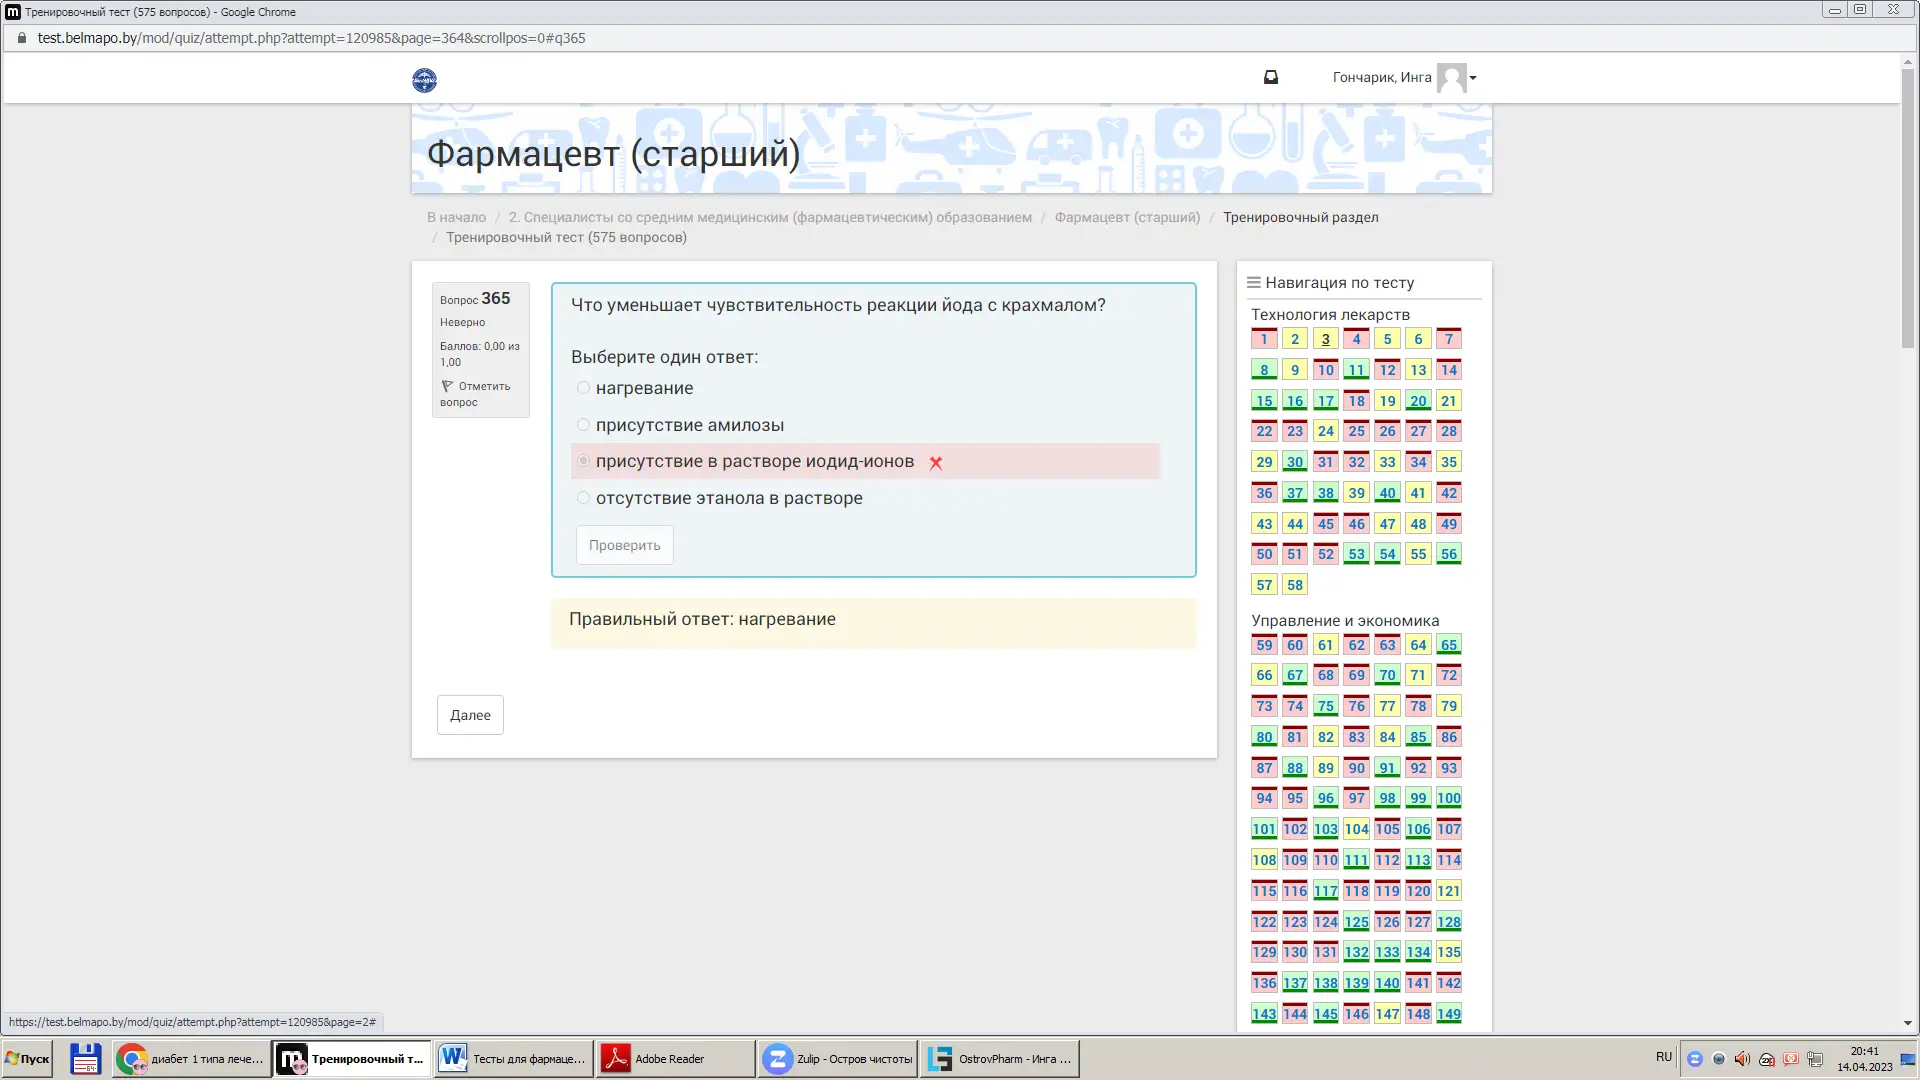 Тренировочный тест (575 вопросов) - Google Chrome
test.belmapo.by/mod/quiz/attempt.php?attempt=120985&page=364&scrollpos=0#q365
Гончарик, Инга
Фармацевт (старший)
В начало / 2. Специалисты со средним медицинским (фармацевтическим) образованием / Фармацевт (старший) / Тренировочный раздел
/ Тренировочный тест (575 вопросов)
Вопрос 365
Неверно
Баллов: 0,00 из
1,00
Отметить
вопрос
Что уменьшает чувствительность реакции йода с крахмалом?
Выберите один ответ:
нагревание
присутствие амилозы
присутствие в растворе иодид-ионов
отсутствие этанола в растворе
Проверить
Правильный ответ: нагревание
Далее
Навигация по тесту
Технология лекарств
1 2 3 4 5 6 7
8 9 10 11 12 13 14
15 16 17 18 19 20 21
22 23 24 25 26 27 28
29 30 31 32 33 34 35
36 37 38 39 40 41 42
43 44 45 46 47 48 49
50 51 52 53 54 55 56
57 58
Управление и экономика
59 60 61 62 63 64 65
66 67 68 69 70 71 72
73 74 75 76 77 78 79
80 81 82 83 84 85 86
87 88 89 90 91 92 93
94 95 96 97 98 99 100
101 102 103 104 105 106 107
108 109 110 111 112 113 114
115 116 117 118 119 120 121
122 123 124 125 126 127 128
129 130 131 132 133 134 135
136 137 138 139 140 141 142
143 144 145 146 147 148 149
https://test.belmapo.by/mod/quiz/attempt.php?attempt=120985&page=2#
Пуск
диабет 1 типа лече...
Тренировочный т...
Тесты для фармаце...
Adobe Reader
Zulip - Остров чистоты
OstrovPharm - Инга ...
RU
20:41
14.04.2023